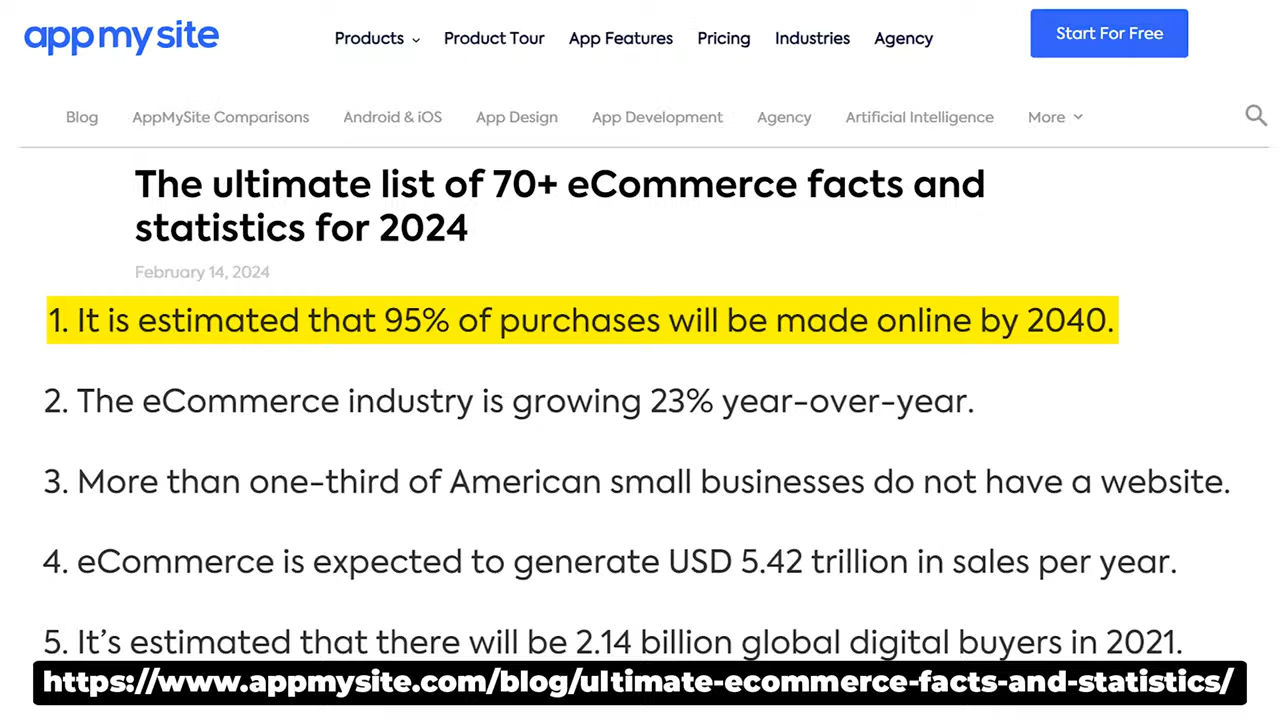 app my site
Products
Product Tour
App Features
Pricing
Industries
Agency
Start For Free
Blog
AppMySite Comparisons
Android & iOS
App Design
App Development
Agency
Artificial Intelligence
More
The ultimate list of 70+ eCommerce facts and
statistics for 2024
February 14, 2024
1. It is estimated that 95% of purchases will be made online by 2040.
2. The eCommerce industry is growing 23% year-over-year.
3. More than one-third of American small businesses do not have a website.
4. eCommerce is expected to generate USD 5.42 trillion in sales per year.
5. It’s estimated that there will be 2.14 billion global digital buyers in 2021.
https://www.appmysite.com/blog/ultimate-ecommerce-facts-and-statistics/